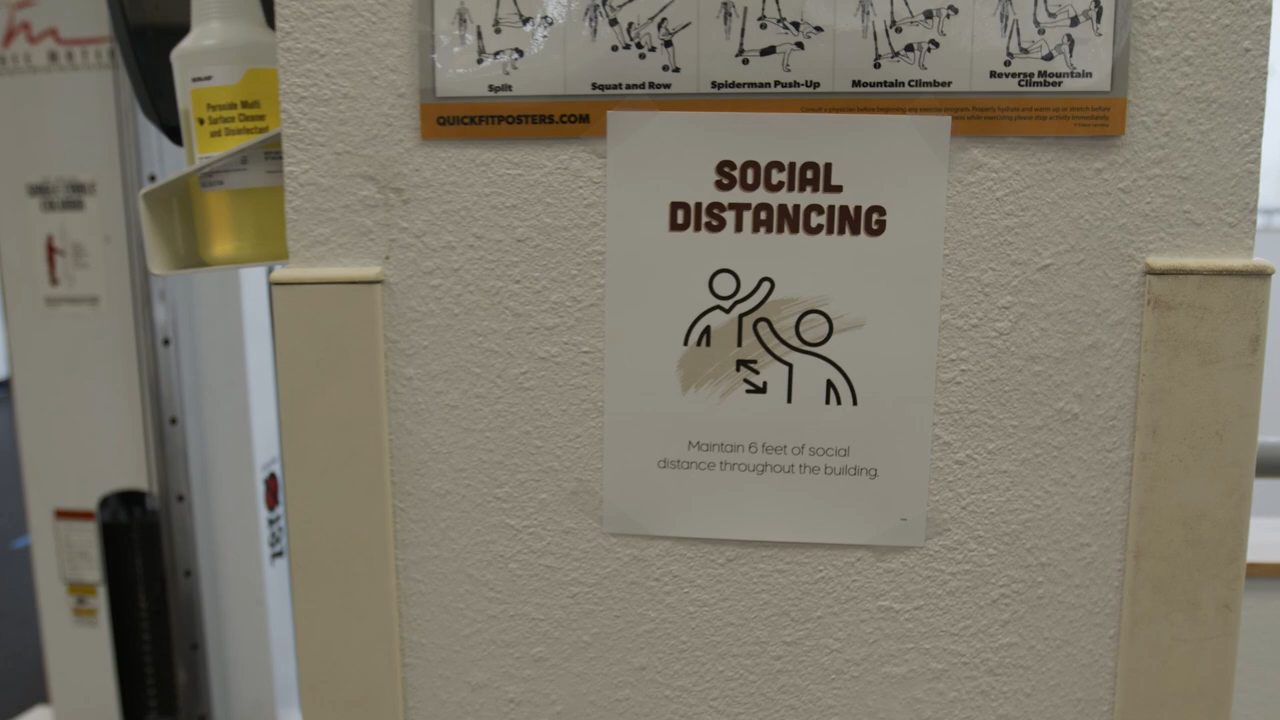 Split
Squat and Row
Spiderman Push-Up
Mountain Climber
Reverse Mountain
Climber
QUICKFITPOSTERS.COM
Peroxide Multi
Surface Cleaner
and Disinfectant
SOCIAL
DISTANCING
Maintain 6 feet of social
distance throughout the building.